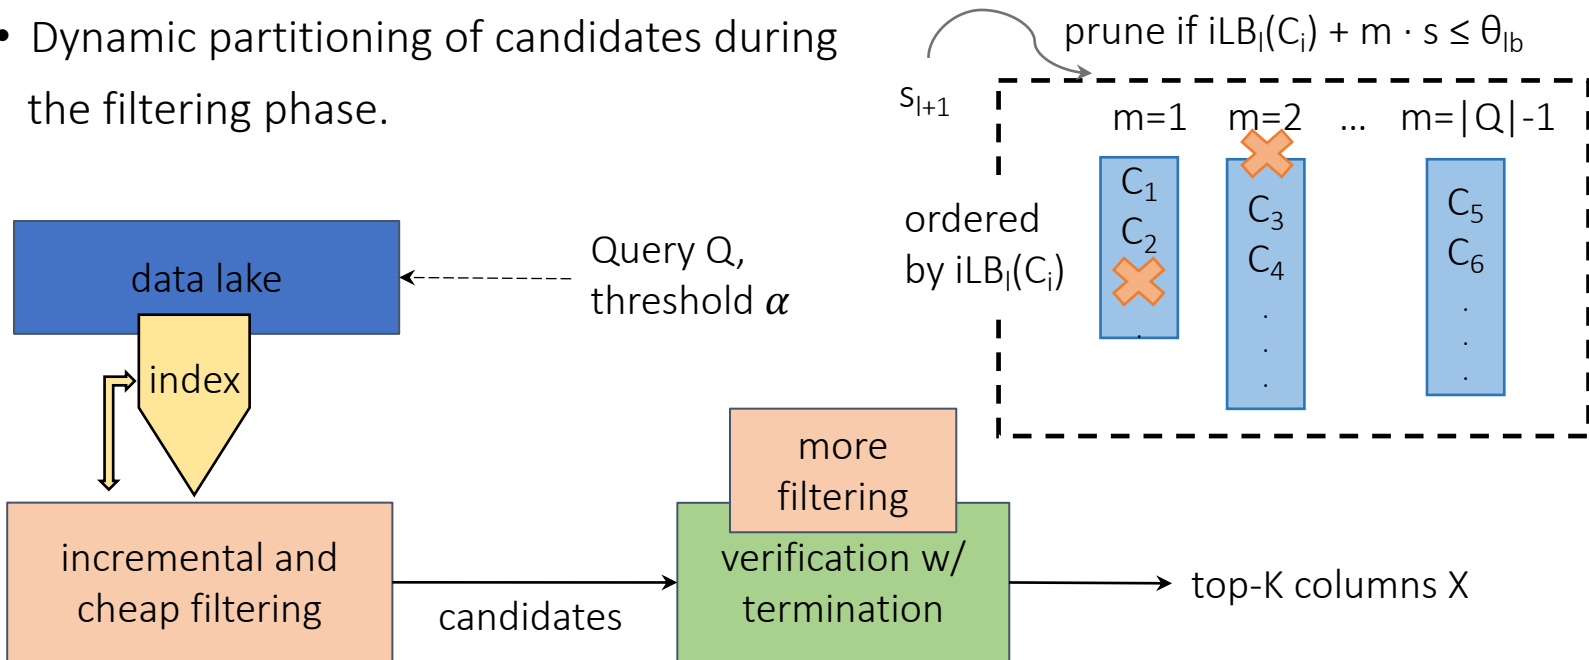 • Dynamic partitioning of candidates during
the filtering phase.
prune if iLBₗ(Cᵢ) + m · s ≤ θₗb
sₗ₊₁
m=1 m=2 ... m=|Q|-1
ordered
by iLBₗ(Cᵢ)
C₁
C₂
.
C₃
C₄
.
.
.
C₅
C₆
.
.
.
data lake
Query Q,
threshold α
index
incremental and
cheap filtering
candidates
more
filtering
verification w/
termination
top-K columns X